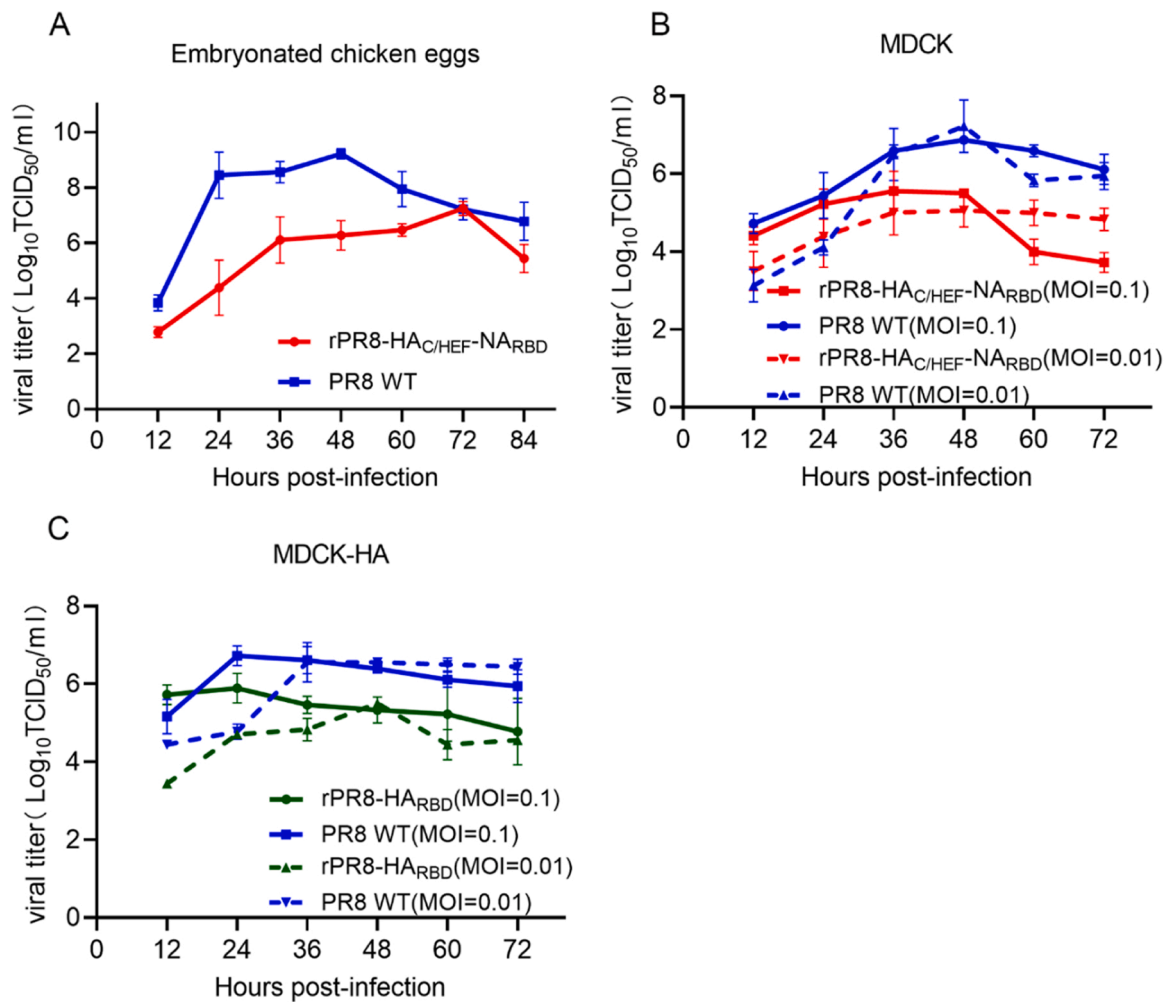 A
Embryonated chicken eggs
viral titer( Log10TCID50/ml)
10
8
6
4
2
0
rPR8-HAC/HEF-NARBD
PR8 WT
0 12 24 36 48 60 72 84
Hours post-infection
B
MDCK
viral titer( Log10TCID50/ml)
8
6
4
2
0
rPR8-HAC/HEF-NARBD(MOI=0.1)
PR8 WT(MOI=0.1)
rPR8-HAC/HEF-NARBD(MOI=0.01)
PR8 WT(MOI=0.01)
0 12 24 36 48 60 72
Hours post-infection
C
MDCK-HA
viral titer( Log10TCID50/ml)
8
6
4
2
0
rPR8-HARBD(MOI=0.1)
PR8 WT(MOI=0.1)
rPR8-HARBD(MOI=0.01)
PR8 WT(MOI=0.01)
0 12 24 36 48 60 72
Hours post-infection